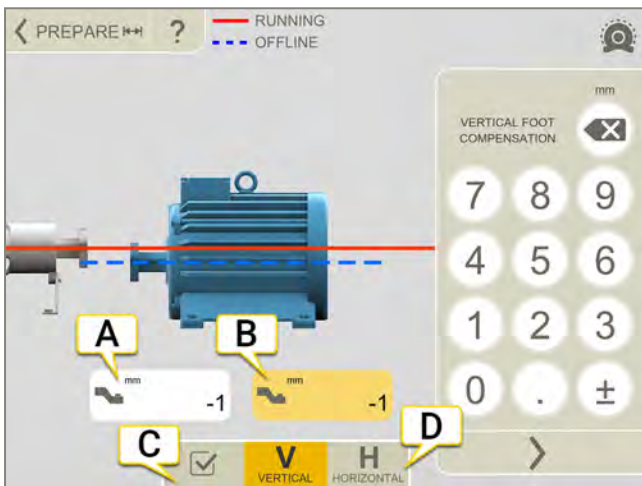 PREPARE
?
RUNNING
OFFLINE
mm
VERTICAL FOOT
COMPENSATION
7 8 9
4 5 6
1 2 3
0 . ±
A
B
mm
-1
mm
-1
C
D
V
VERTICAL
H
HORIZONTAL